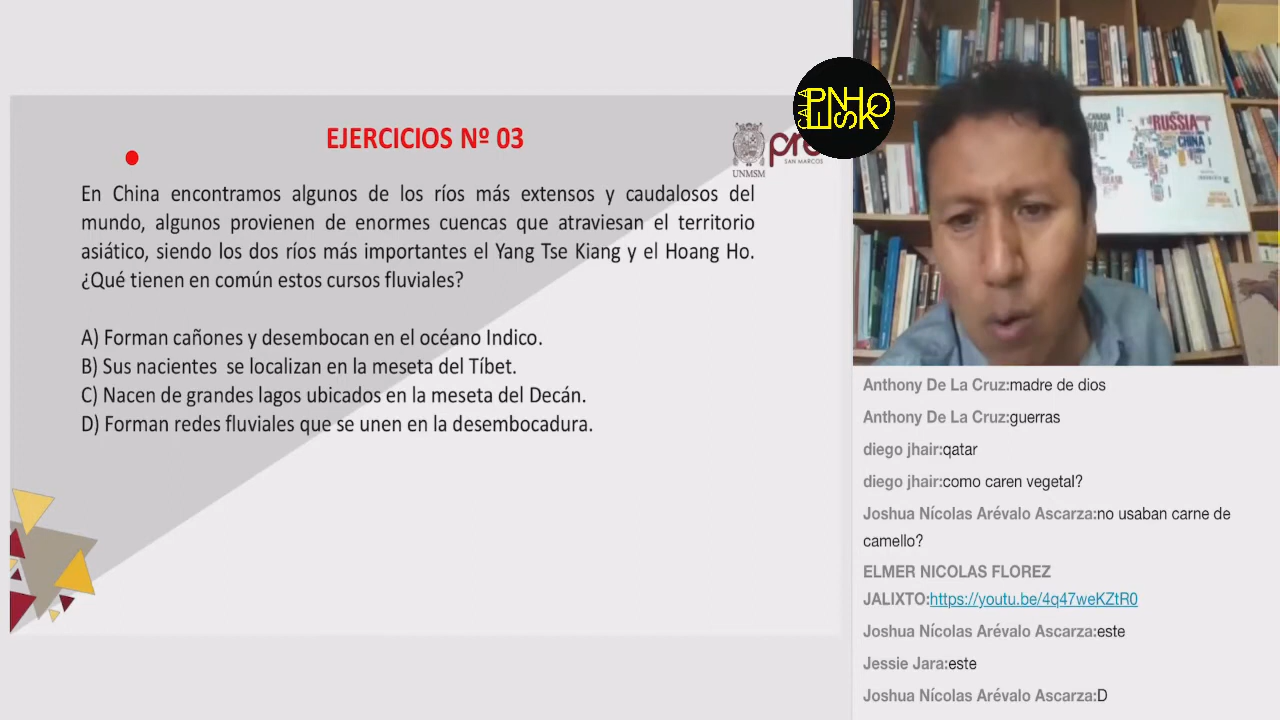 EJERCICIOS Nº 03
pre
SAN MARCOS
UNMSM
CALA
PENHOESK
En China encontramos algunos de los ríos más extensos y caudalosos del
mundo, algunos provienen de enormes cuencas que atraviesan el territorio
asiático, siendo los dos ríos más importantes el Yang Tse Kiang y el Hoang Ho.
¿Qué tienen en común estos cursos fluviales?
A) Forman cañones y desembocan en el océano Indico.
B) Sus nacientes  se localizan en la meseta del Tíbet.
C) Nacen de grandes lagos ubicados en la meseta del Decán.
D) Forman redes fluviales que se unen en la desembocadura.
CANADA
RUSSIA
CHINA
Anthony De La Cruz:madre de dios
Anthony De La Cruz:guerras
diego jhair:qatar
diego jhair:como caren vegetal?
Joshua Nícolas Arévalo Ascarza:no usaban carne de
camello?
ELMER NICOLAS FLOREZ
JALIXTO:https://youtu.be/4q47weKZtR0
Joshua Nícolas Arévalo Ascarza:este
Jessie Jara:este
Joshua Nícolas Arévalo Ascarza:D